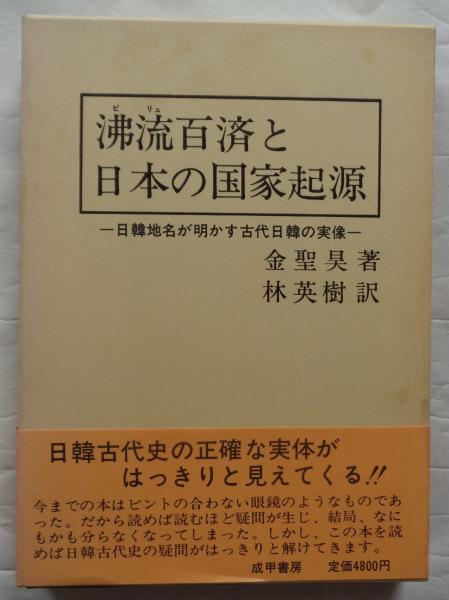 ビリュ
沸流百済と
日本の国家起源
―日韓地名が明かす古代日韓の実像―
金聖昊著
林英樹訳
日韓古代史の正確な実体が
はっきりと見えてくる!!
今までの本はピントの合わない眼鏡のようなものであ
った。だから読めば読むほど疑問が生じ、結局、なに
もかも分らなくなってしまった。しかし、この本を読
めば日韓古代史の疑問がはっきりと解けてきます。
成甲書房 定価4800円